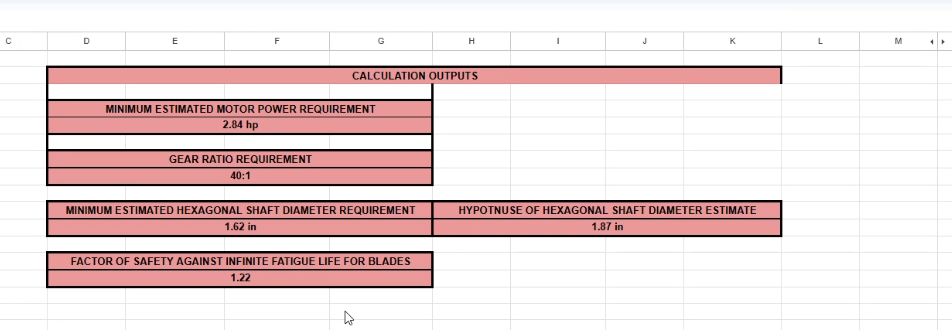 C D E F G H I J K L M
CALCULATION OUTPUTS
MINIMUM ESTIMATED MOTOR POWER REQUIREMENT
2.84 hp
GEAR RATIO REQUIREMENT
40:1
MINIMUM ESTIMATED HEXAGONAL SHAFT DIAMETER REQUIREMENT HYPOTNUSE OF HEXAGONAL SHAFT DIAMETER ESTIMATE
1.62 in 1.87 in
FACTOR OF SAFETY AGAINST INFINITE FATIGUE LIFE FOR BLADES
1.22